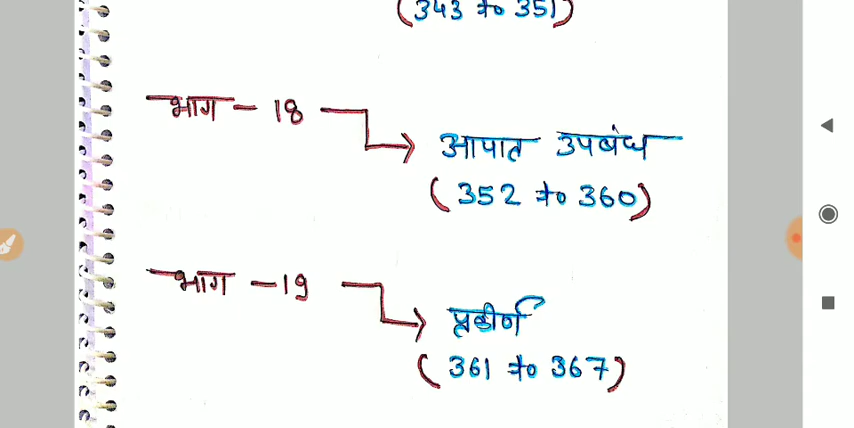 (343 to 351)
भाग - 18
आपात उपबंध
(352 to 360)
भाग - 19
प्रकीर्ण
(361 to 367)